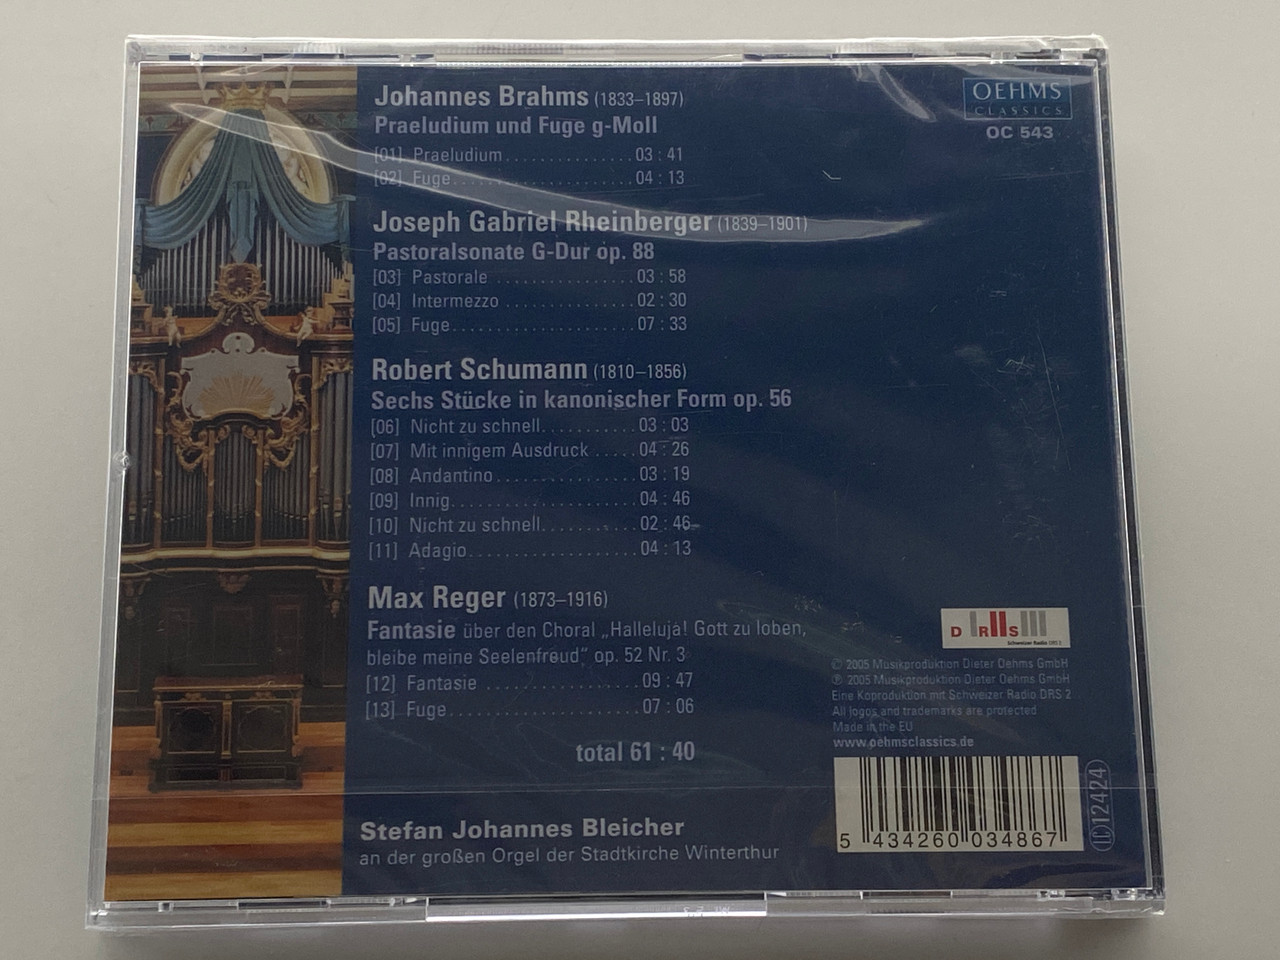 Johannes Brahms (1833–1897)
Praeludium und Fuge g-Moll
[01] Praeludium . . . . . . . . . . . . . . . 03 : 41
[02] Fuge. . . . . . . . . . . . . . . . . . . . . . . 04 : 13
Joseph Gabriel Rheinberger (1839–1901)
Pastoralsonate G-Dur op. 88
[03] Pastorale . . . . . . . . . . . . . . . . . . 03 : 58
[04] Intermezzo . . . . . . . . . . . . . . . . 02 : 30
[05] Fuge. . . . . . . . . . . . . . . . . . . . . . . 07 : 33
Robert Schumann (1810–1856)
Sechs Stücke in kanonischer Form op. 56
[06] Nicht zu schnell. . . . . . . . . . . . 03 : 03
[07] Mit innigem Ausdruck . . . . . 04 : 26
[08] Andantino . . . . . . . . . . . . . . . . . 03 : 19
[09] Innig. . . . . . . . . . . . . . . . . . . . . . . 04 : 46
[10] Nicht zu schnell. . . . . . . . . . . . 02 : 46
[11] Adagio. . . . . . . . . . . . . . . . . . . . . 04 : 13
Max Reger (1873–1916)
Fantasie über den Choral „Halleluja! Gott zu loben,
bleibe meine Seelenfreud“ op. 52 Nr. 3
[12] Fantasie . . . . . . . . . . . . . . . . . . . 09 : 47
[13] Fuge. . . . . . . . . . . . . . . . . . . . . . . 07 : 06
total 61 : 40
Stefan Johannes Bleicher
an der großen Orgel der Stadtkirche Winterthur
OEHMS
CLASSICS
OC 543
D R S
Schweizer Radio DRS 2
© 2005 Musikproduktion Dieter Oehms GmbH
℗ 2005 Musikproduktion Dieter Oehms GmbH
Eine Koproduktion mit Schweizer Radio DRS 2
All logos and trademarks are protected
Made in the EU
www.oehmsclassics.de
5 434260 034867
LC 12424